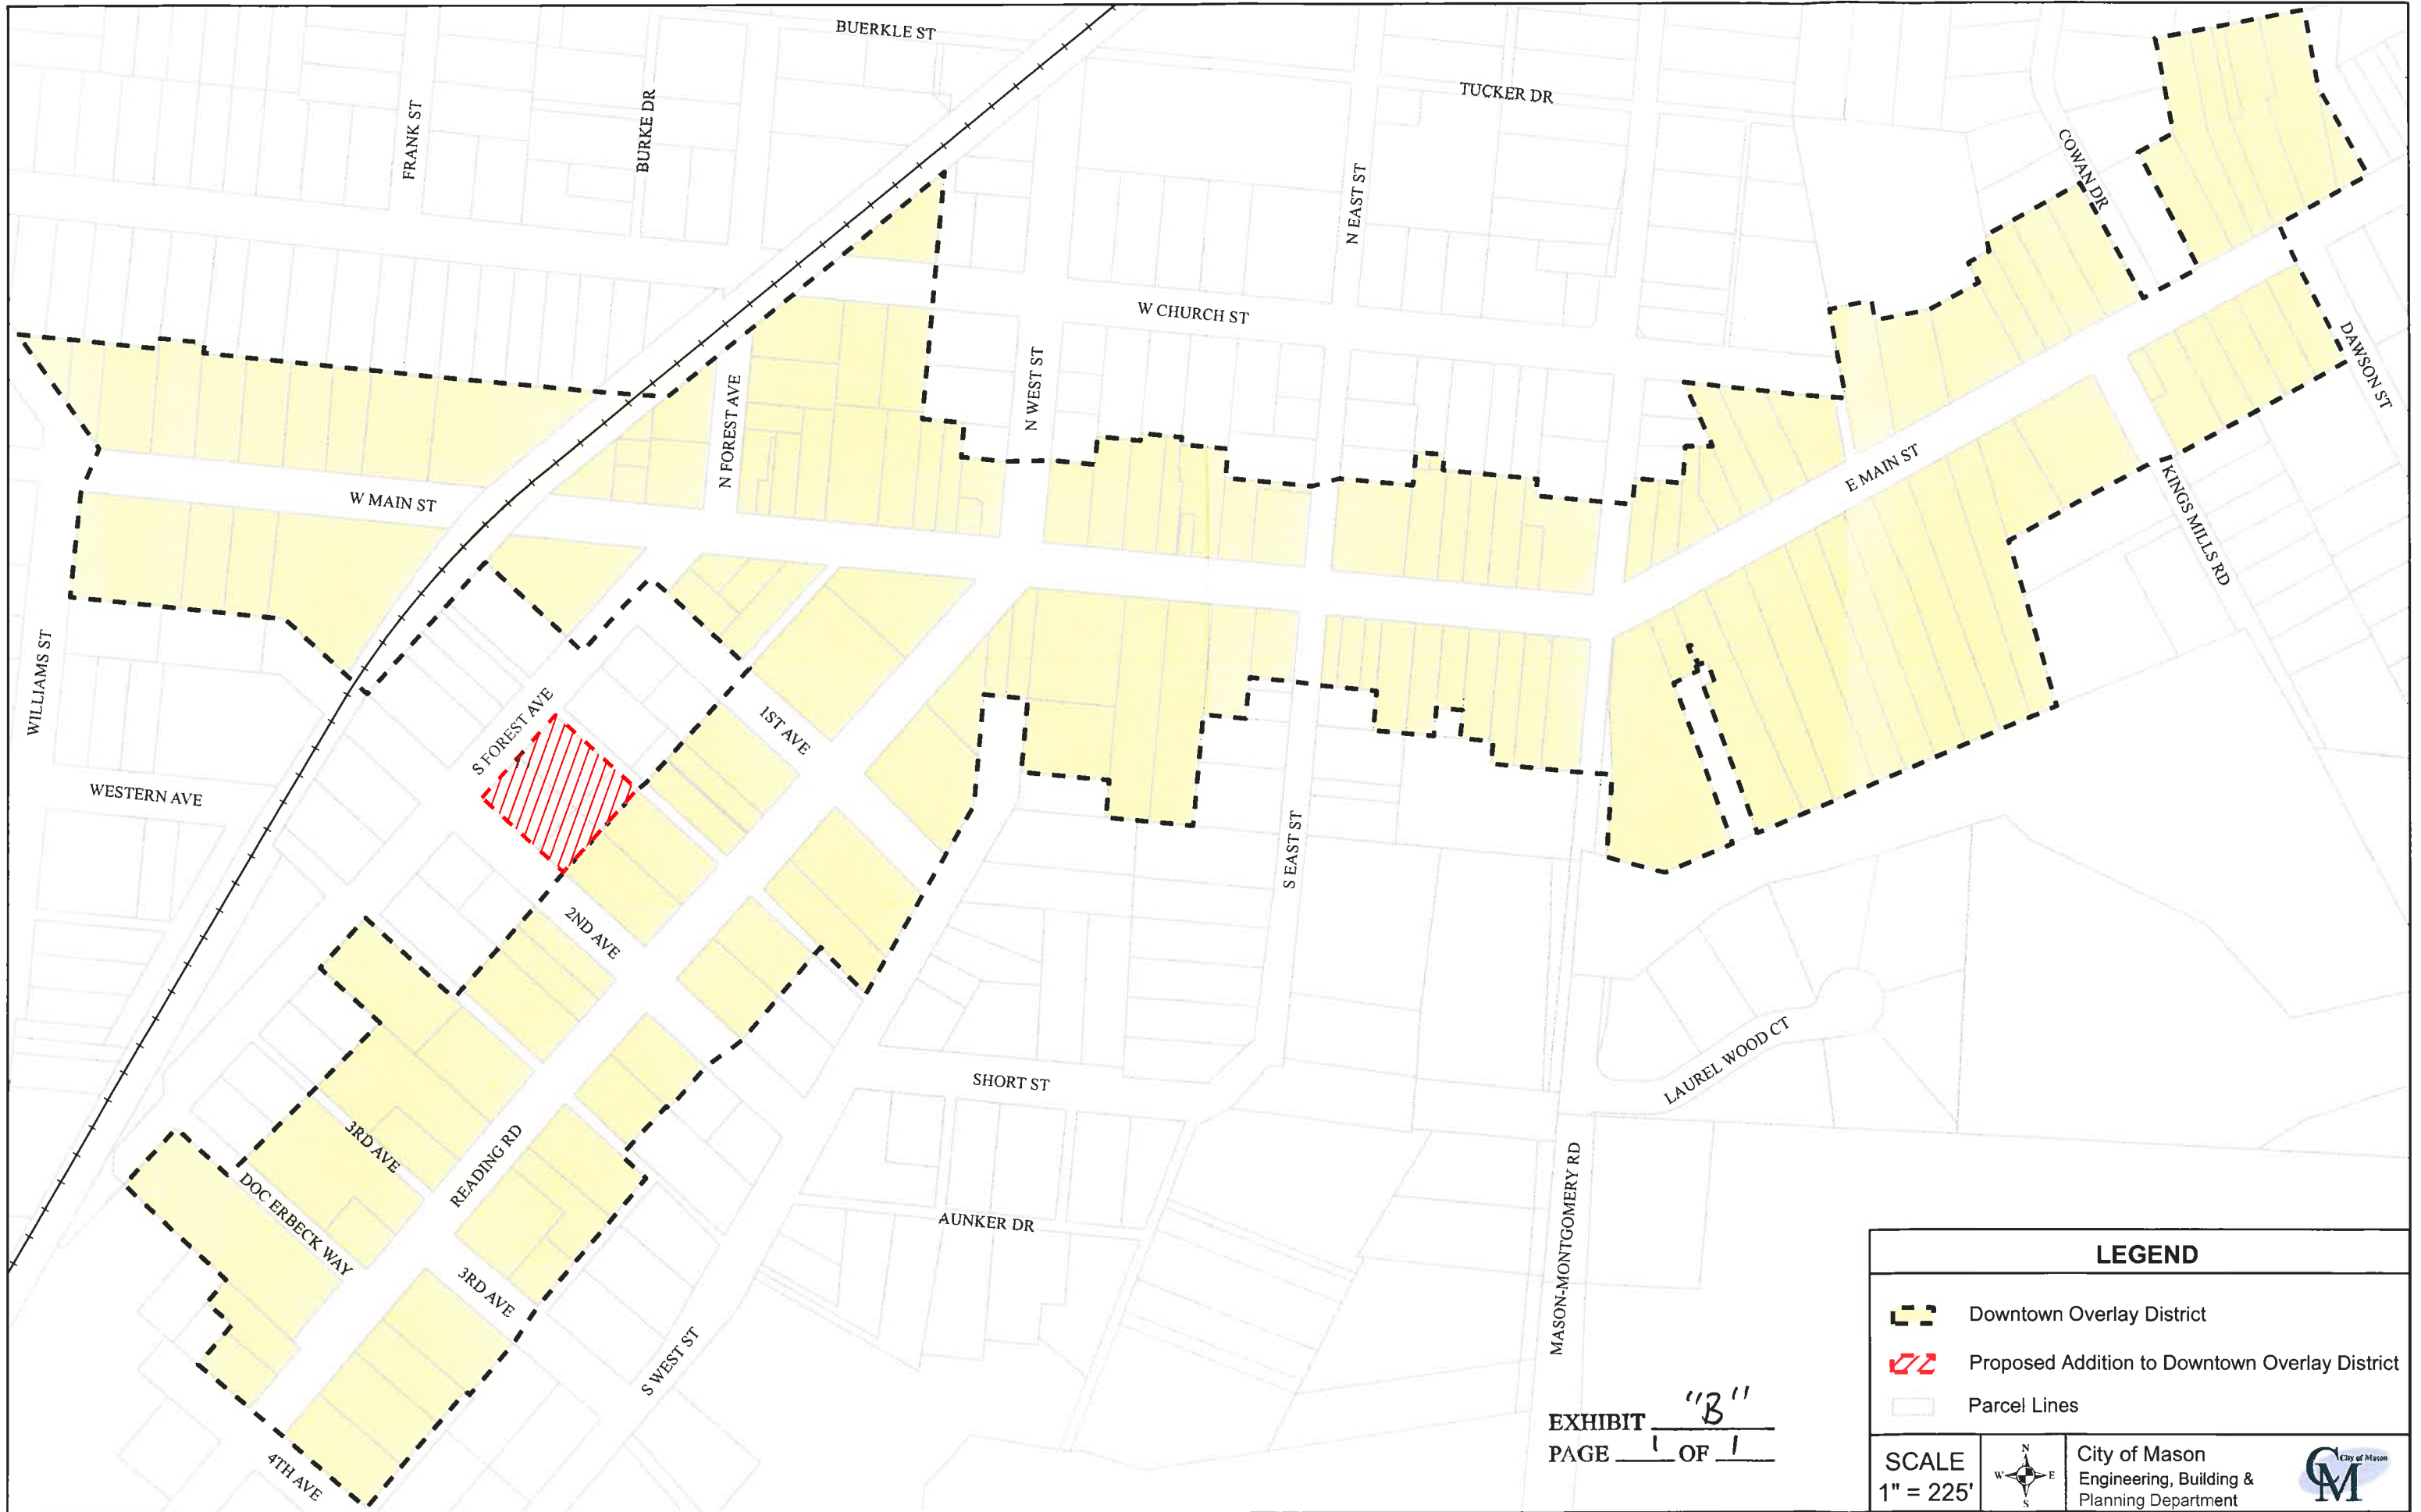 BUERKLE ST
TUCKER DR
FRANK ST
BURKE DR
COWAN DR
N EAST ST
W CHURCH ST
N WEST ST
N FOREST AVE
DAWSON ST
W MAIN ST
E MAIN ST
KINGS MILLS RD
WILLIAMS ST
S FOREST AVE
1ST AVE
WESTERN AVE
S EAST ST
2ND AVE
LAUREL WOOD CT
SHORT ST
3RD AVE
READING RD
DOC ERBECK WAY
AUNKER DR
MASON-MONTGOMERY RD
3RD AVE
S WEST ST
4TH AVE
EXHIBIT "B"
PAGE 1 OF 1
LEGEND
Downtown Overlay District
Proposed Addition to Downtown Overlay District
Parcel Lines
SCALE
1" = 225'
N
W E
S
City of Mason
Engineering, Building &
Planning Department
City of Mason
CM